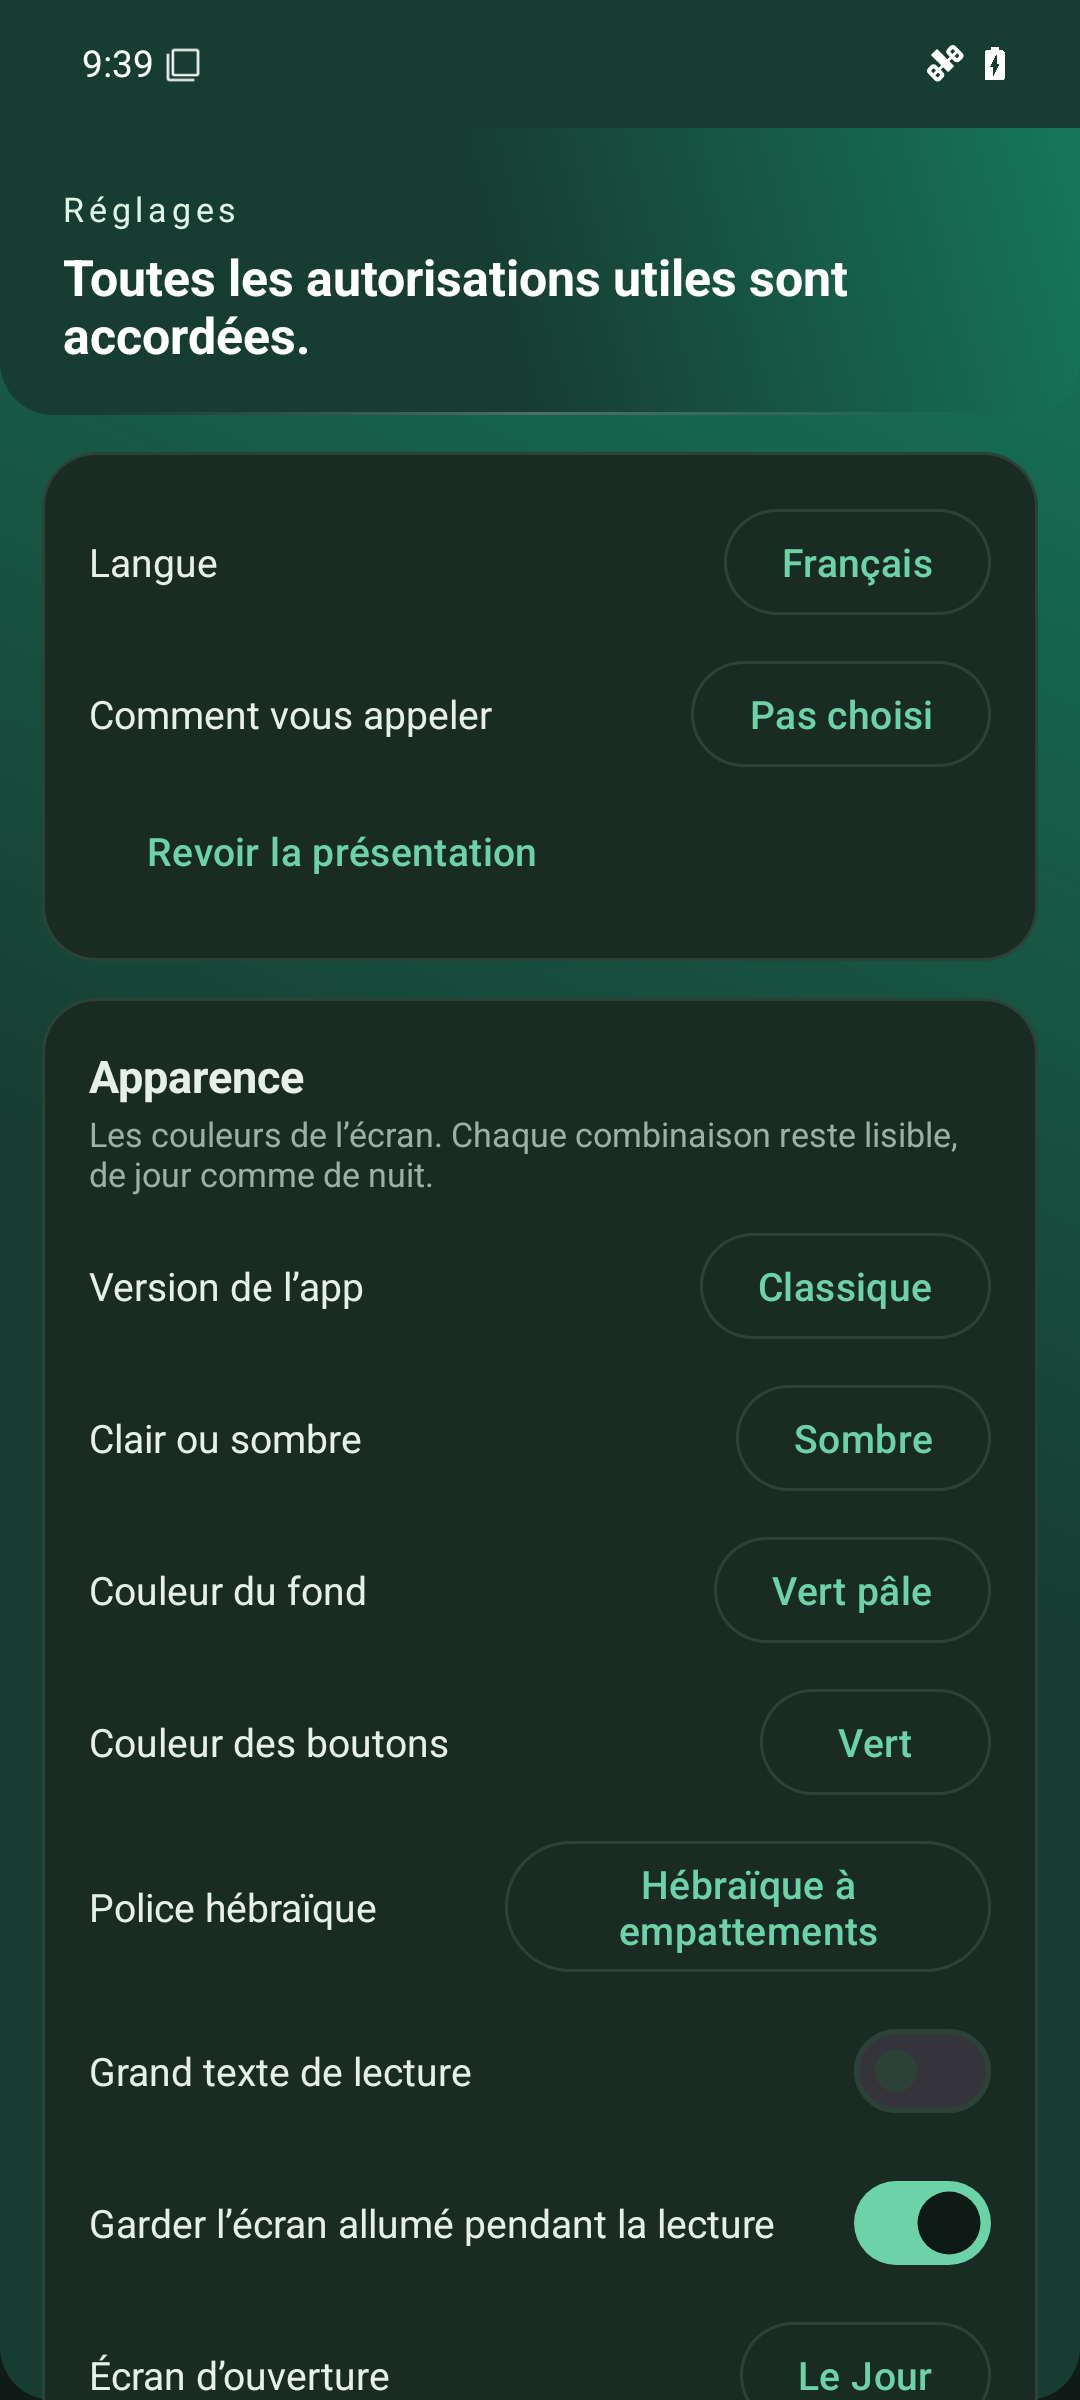 9:39
Réglages
Toutes les autorisations utiles sont
accordées.
Langue
Français
Comment vous appeler
Pas choisi
Revoir la présentation
Apparence
Les couleurs de l’écran. Chaque combinaison reste lisible,
de jour comme de nuit.
Version de l’app
Classique
Clair ou sombre
Sombre
Couleur du fond
Vert pâle
Couleur des boutons
Vert
Police hébraïque
Hébraïque à
empattements
Grand texte de lecture
Garder l’écran allumé pendant la lecture
Écran d’ouverture
Le Jour